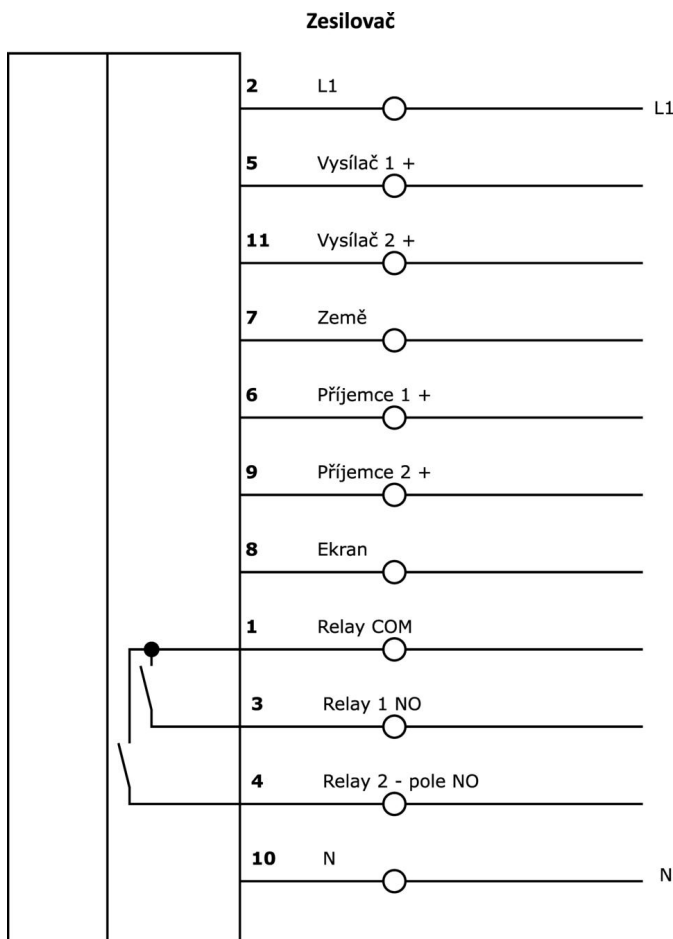 Zesilovač
2 L1
L1
5 Vysílač 1 +
11 Vysílač 2 +
7 Země
6 Příjemce 1 +
9 Příjemce 2 +
8 Ekran
1 Relay COM
3 Relay 1 NO
4 Relay 2 - pole NO
10 N
N